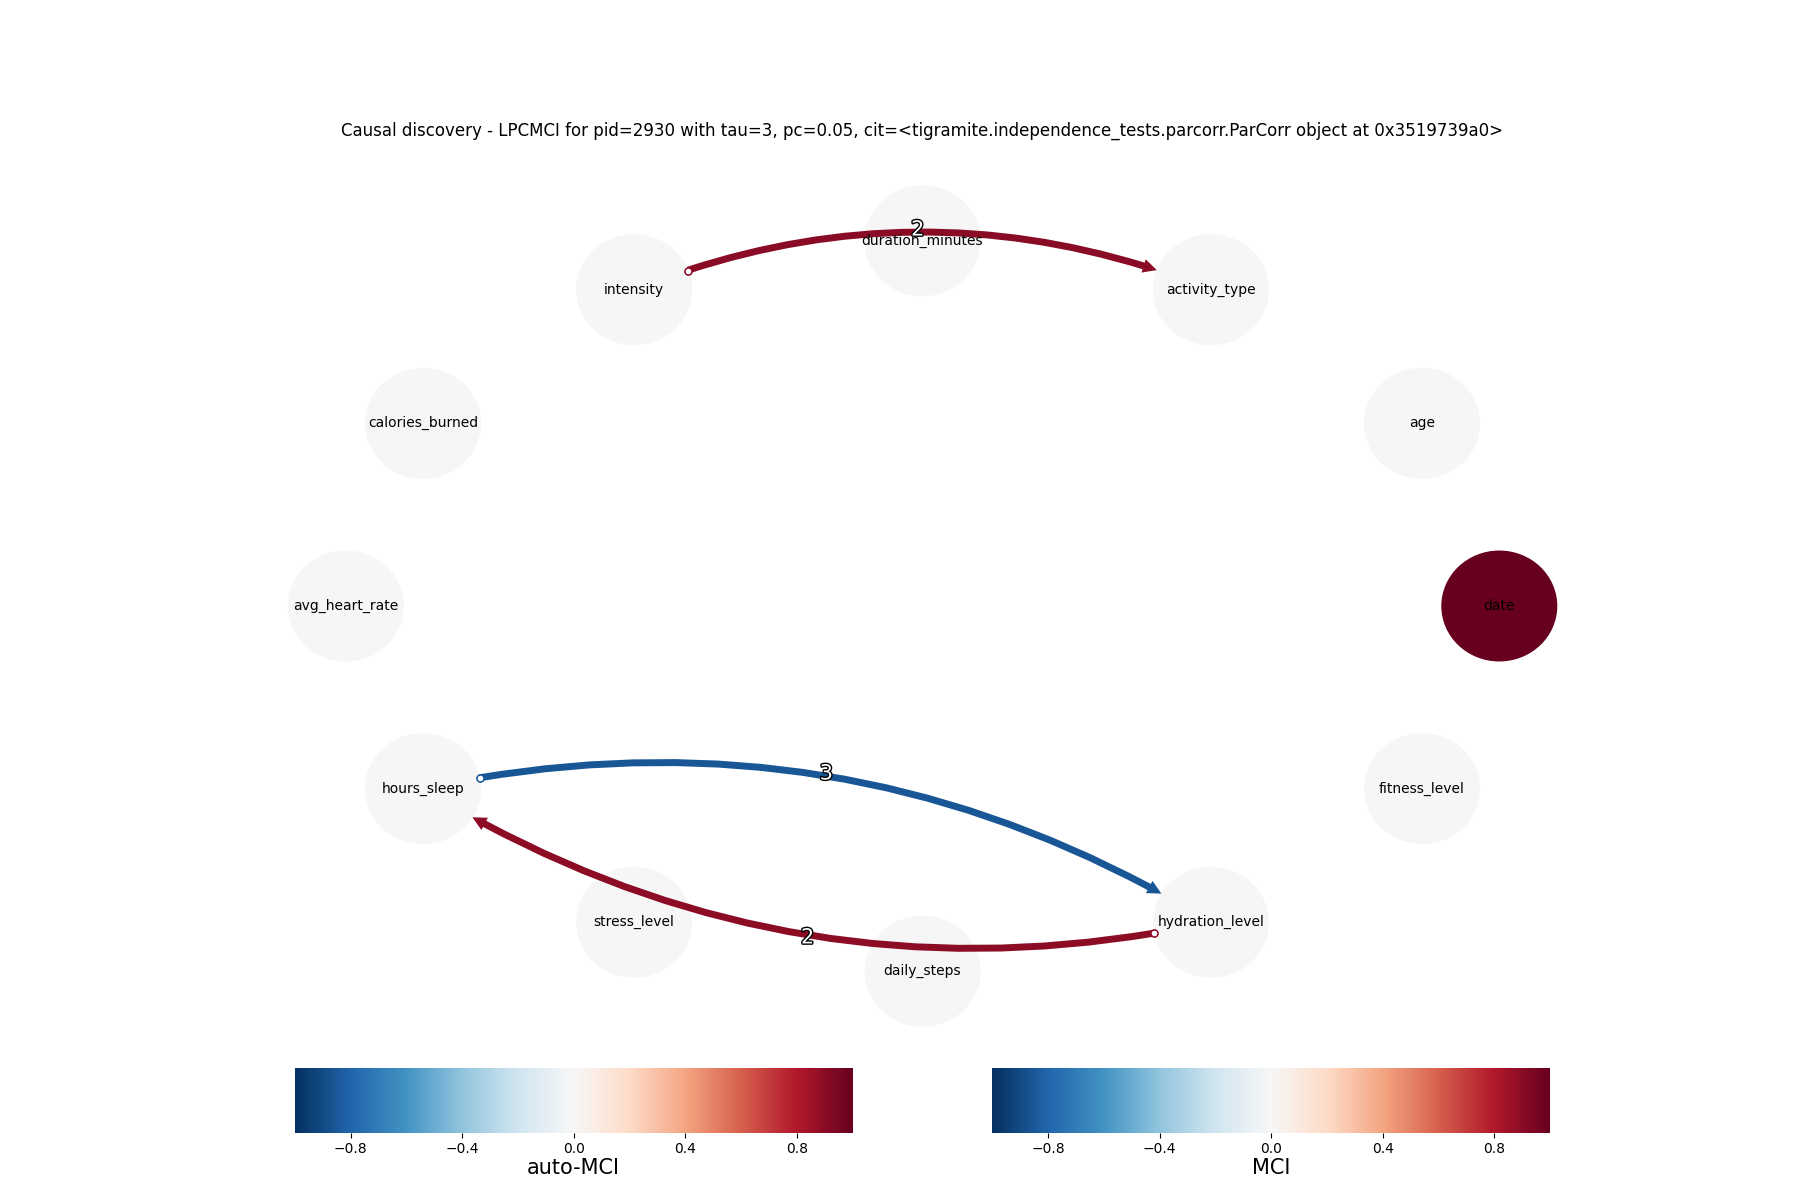 Causal discovery - LPCMCI for pid=2930 with tau=3, pc=0.05, cit=<tigramite.independence_tests.parcorr.ParCorr object at 0x3519739a0>
2
duration_minutes
intensity
activity_type
calories_burned
age
avg_heart_rate
date
3
hours_sleep
fitness_level
stress_level
2
hydration_level
daily_steps
−0.8 −0.4 0.0 0.4 0.8
auto-MCI
−0.8 −0.4 0.0 0.4 0.8
MCI